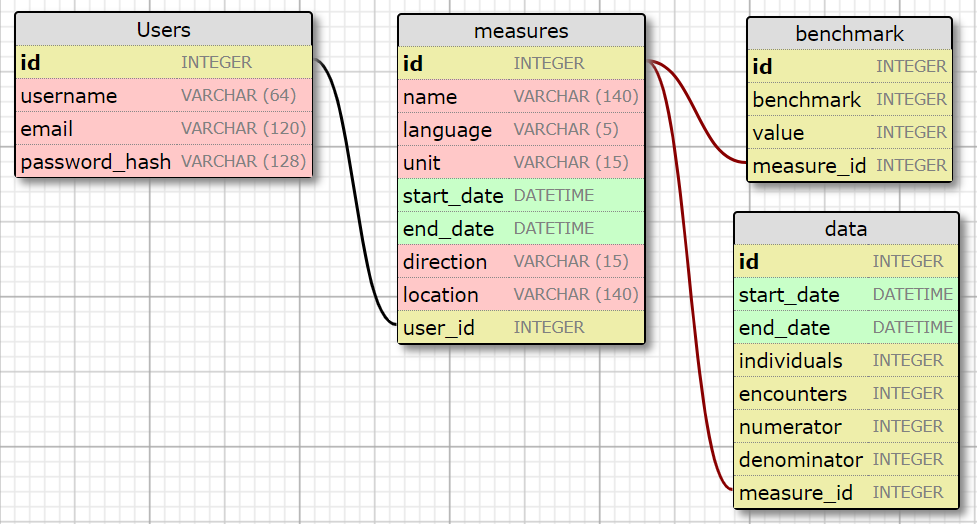 Users
id INTEGER
username VARCHAR (64)
email VARCHAR (120)
password_hash VARCHAR (128)
measures
id INTEGER
name VARCHAR (140)
language VARCHAR (5)
unit VARCHAR (15)
start_date DATETIME
end_date DATETIME
direction VARCHAR (15)
location VARCHAR (140)
user_id INTEGER
benchmark
id INTEGER
benchmark INTEGER
value INTEGER
measure_id INTEGER
data
id INTEGER
start_date DATETIME
end_date DATETIME
individuals INTEGER
encounters INTEGER
numerator INTEGER
denominator INTEGER
measure_id INTEGER